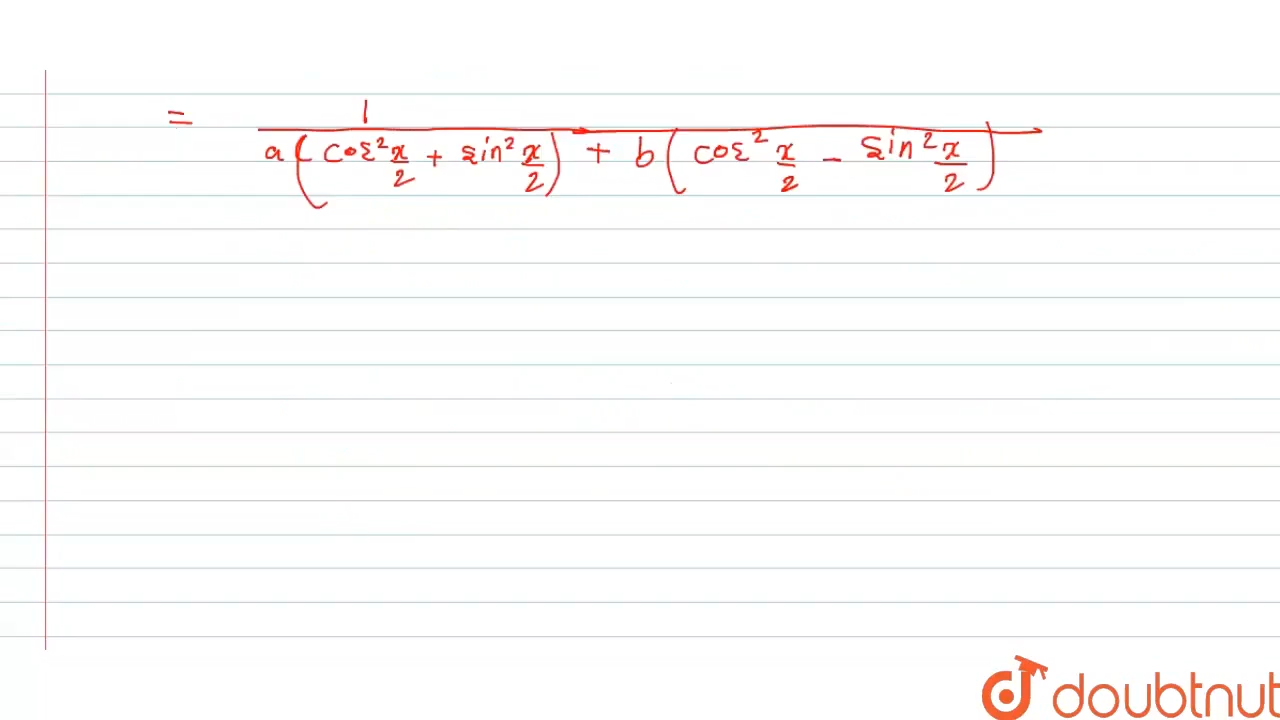 = 1
a(cos²x/2 + sin²x/2) + b(cos²x/2 - sin²x/2)
doubtnut